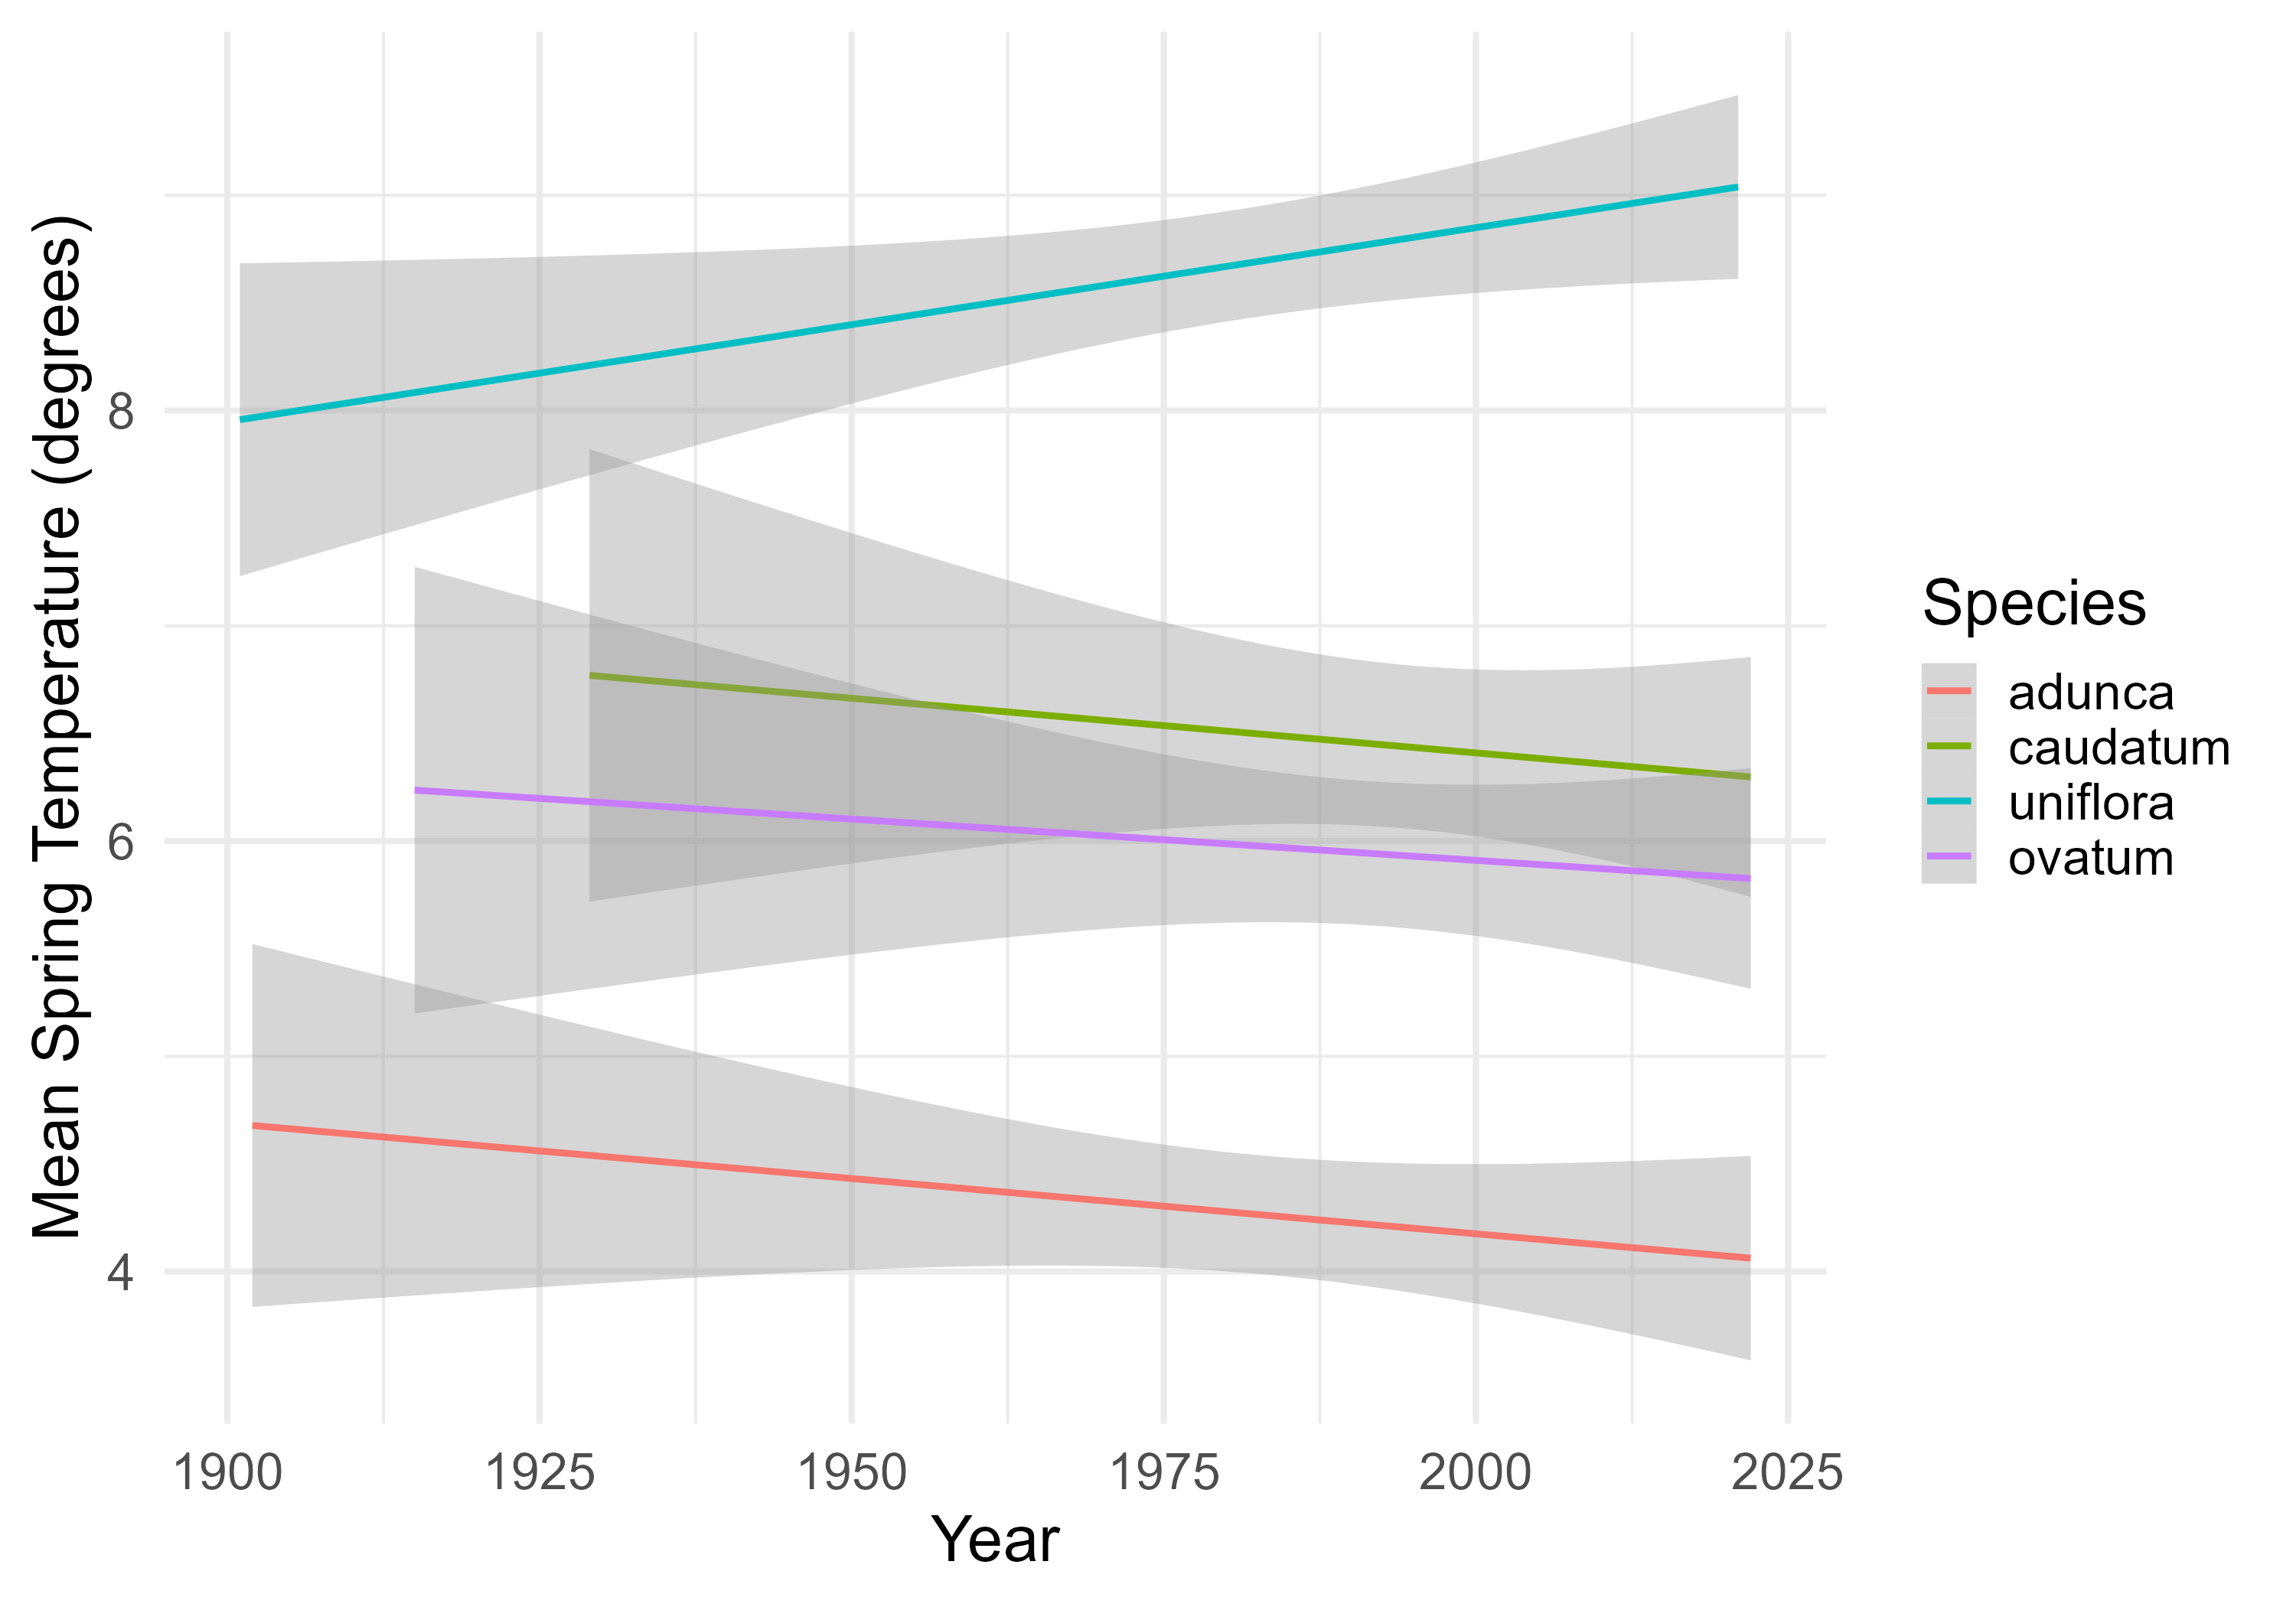 Mean Spring Temperature (degrees)
8
6
4
1900 1925 1950 1975 2000 2025
Year
Species
adunca
caudatum
uniflora
ovatum